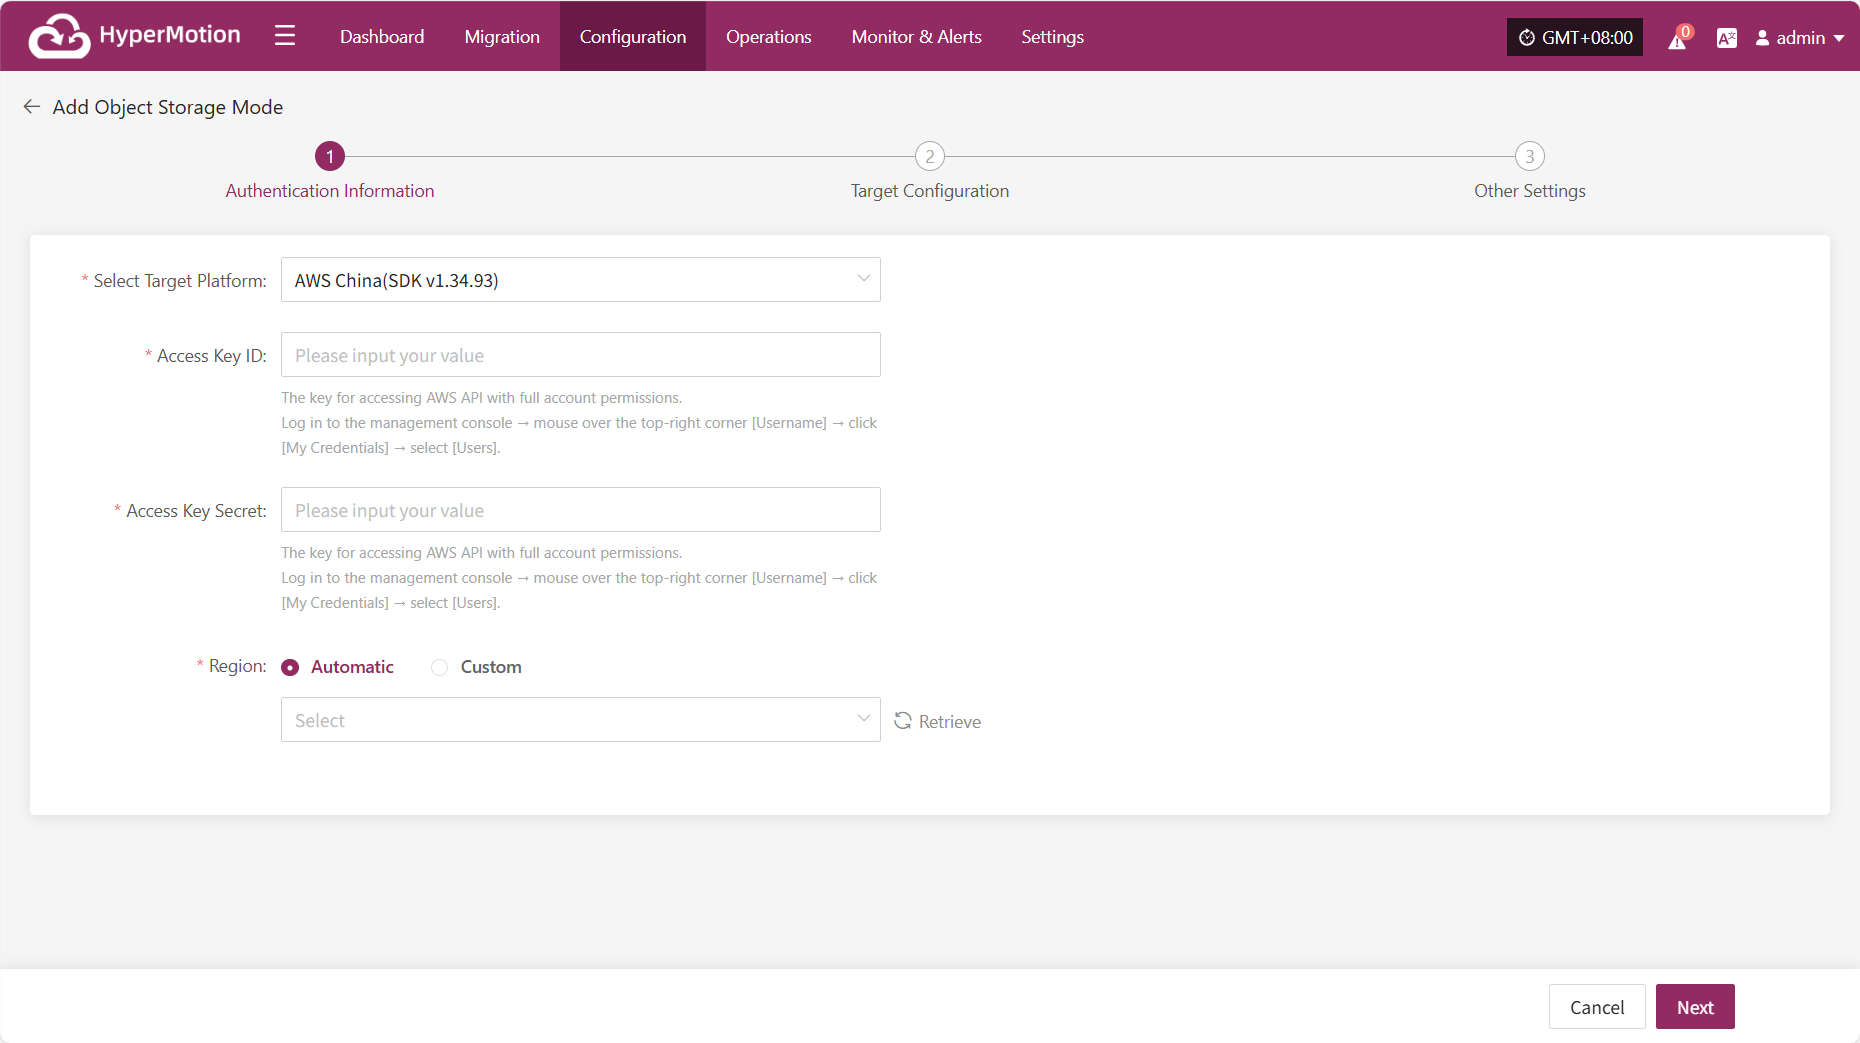 HyperMotion
Dashboard
Migration
Configuration
Operations
Monitor & Alerts
Settings
GMT+08:00
0
A文
admin
Add Object Storage Mode
1
2
3
Authentication Information
Target Configuration
Other Settings
* Select Target Platform:
AWS China(SDK v1.34.93)
* Access Key ID:
Please input your value
The key for accessing AWS API with full account permissions.
Log in to the management console → mouse over the top-right corner [Username] → click
[My Credentials] → select [Users].
* Access Key Secret:
Please input your value
The key for accessing AWS API with full account permissions.
Log in to the management console → mouse over the top-right corner [Username] → click
[My Credentials] → select [Users].
* Region:
Automatic
Custom
Select
Retrieve
Cancel
Next